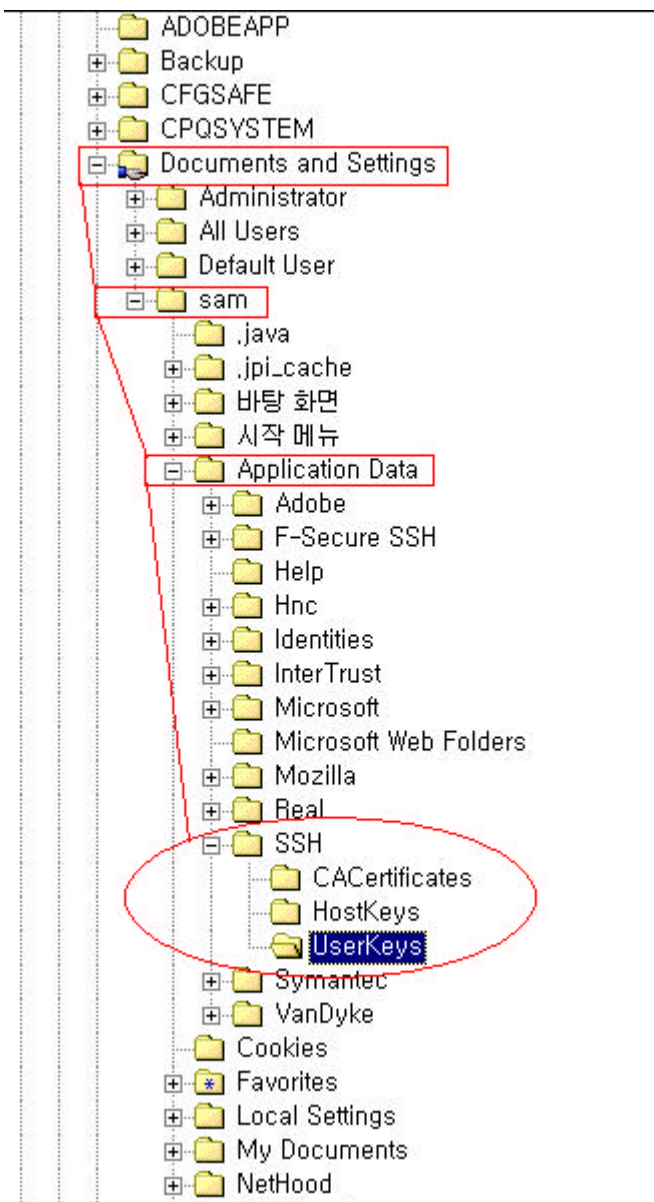 ADOBEAPP
Backup
CFGSAFE
CPQSYSTEM
Documents and Settings
Administrator
All Users
Default User
sam
.java
.jpi_cache
바탕 화면
시작 메뉴
Application Data
Adobe
F-Secure SSH
Help
Hnc
Identities
InterTrust
Microsoft
Microsoft Web Folders
Mozilla
Real
SSH
CACertificates
HostKeys
UserKeys
Symantec
VanDyke
Cookies
Favorites
Local Settings
My Documents
NetHood